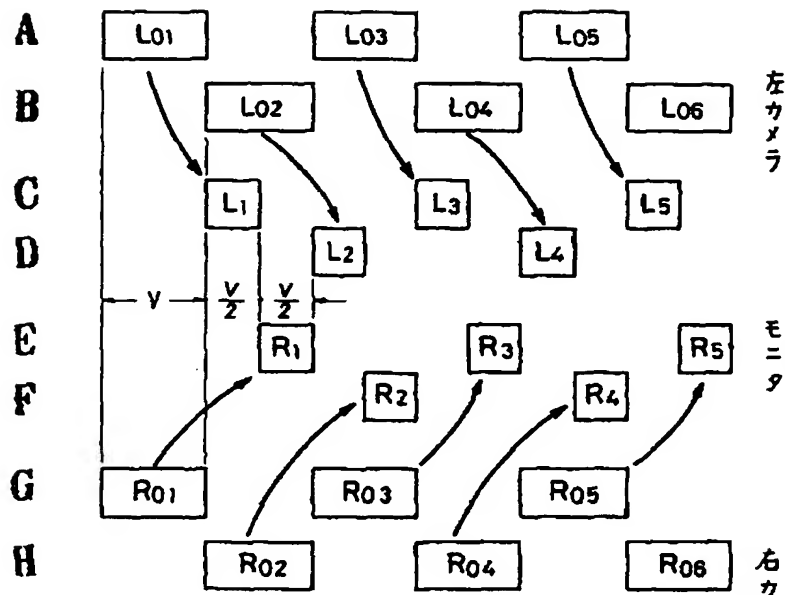 A L01 L03 L05
B L02 L04 L06
左カメラ
C L1 L3 L5
D L2 L4
V V/2 V/2
E R1 R3 R5
モニタ
F R2 R4
G R01 R03 R05
H R02 R04 R06
右カ